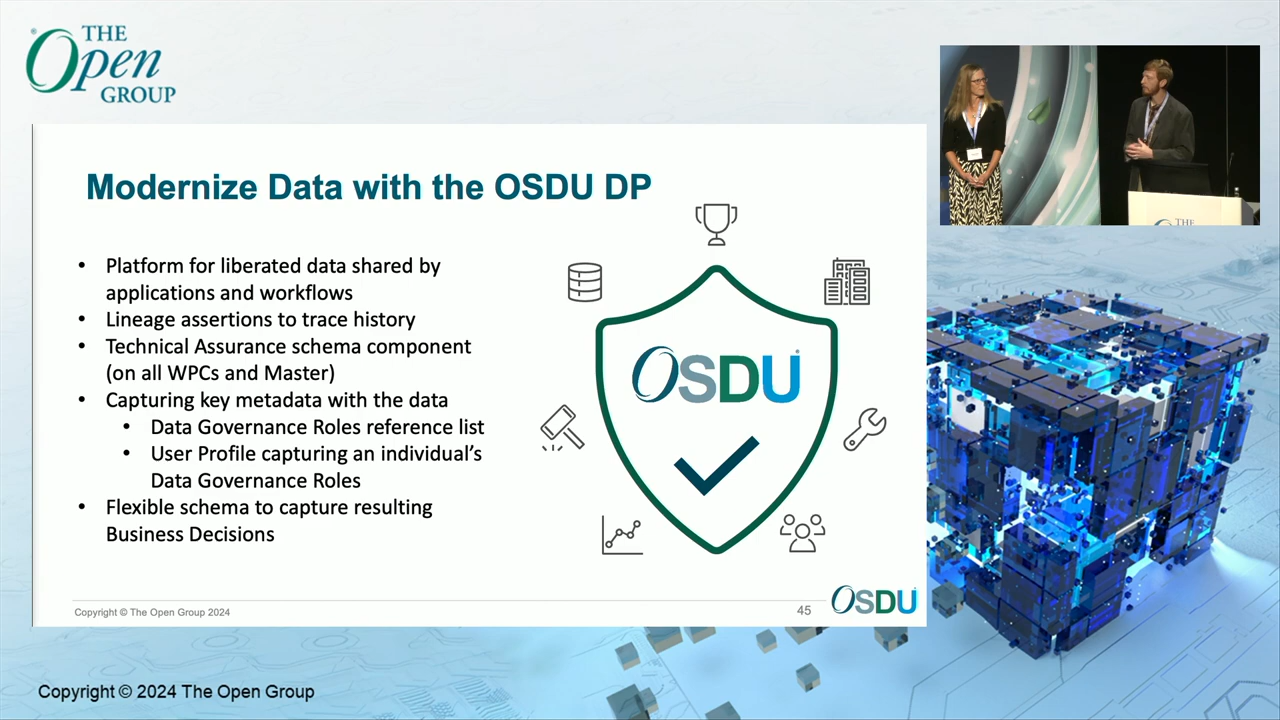 THE
Open
GROUP
Modernize Data with the OSDU DP
• Platform for liberated data shared by
applications and workflows
• Lineage assertions to trace history
• Technical Assurance schema component
(on all WPCs and Master)
• Capturing key metadata with the data
• Data Governance Roles reference list
• User Profile capturing an individual’s
Data Governance Roles
• Flexible schema to capture resulting
Business Decisions
OSDU
Copyright © The Open Group 2024
45
OSDU
THE
Copyright © 2024 The Open Group